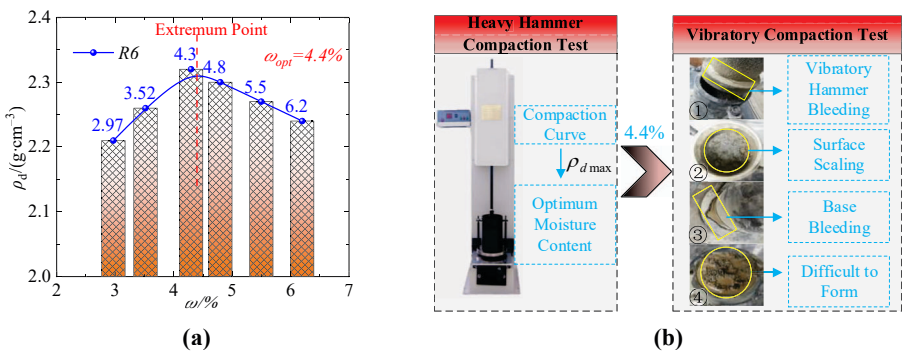 2.4
2.3
2.2
2.1
2.0
ρd/(g·cm⁻³)
R6
Extremum Point
ωopt=4.4%
2.97
3.52
4.3
4.8
5.5
6.2
2 3 4 5 6 7
ω/%
(a)
Heavy Hammer
Compaction Test
Compaction
Curve
ρd max
Optimum
Moisture
Content
4.4%
Vibratory Compaction Test
①
Vibratory
Hammer
Bleeding
②
Surface
Scaling
③
Base
Bleeding
④
Difficult to
Form
(b)